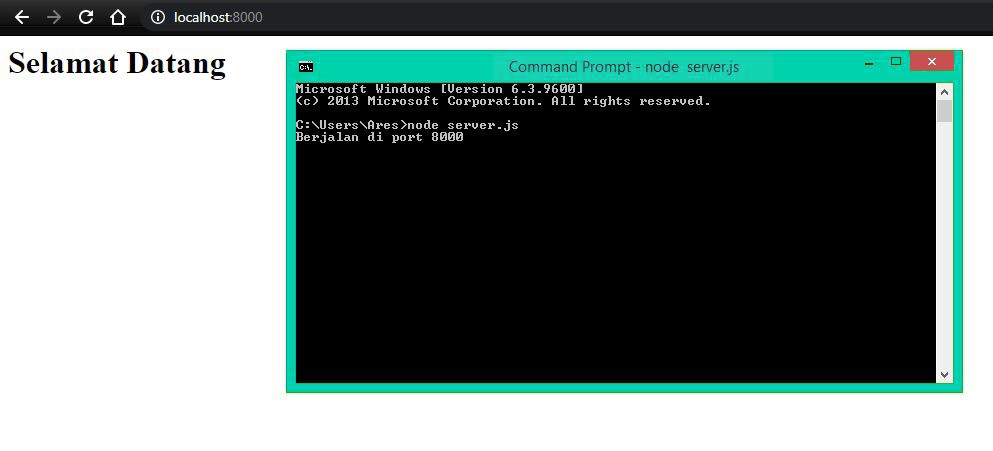 localhost:8000
Selamat Datang
Command Prompt - node  server.js
Microsoft Windows [Version 6.3.9600]
(c) 2013 Microsoft Corporation. All rights reserved.
C:\Users\Ares>node server.js
Berjalan di port 8000